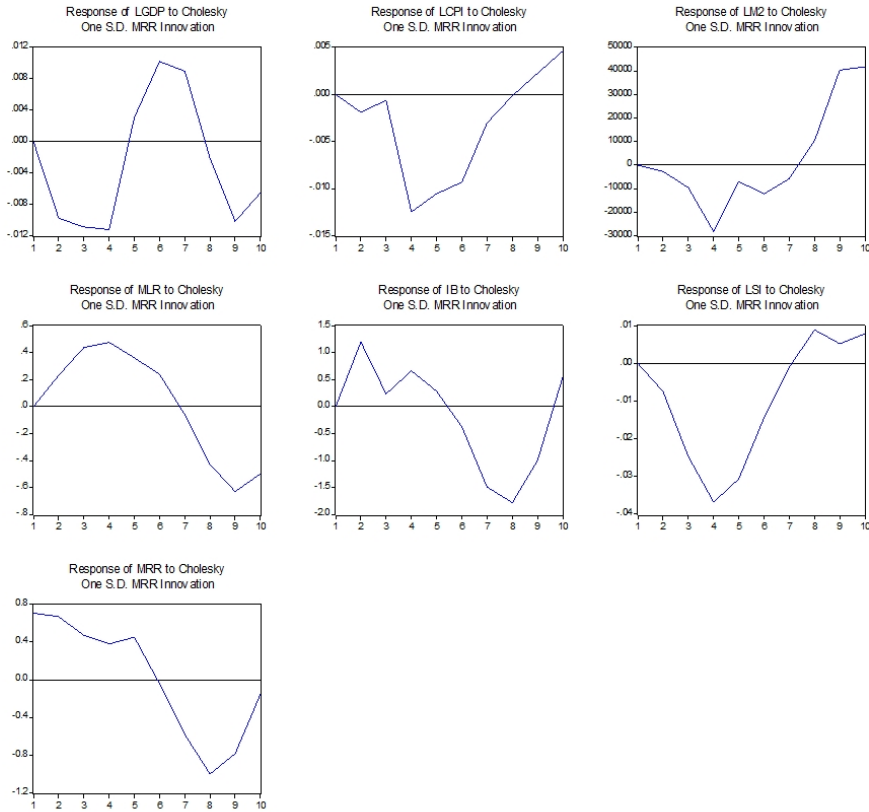 Response of LGDP to Cholesky
One S.D. MRR Innovation
.012
.008
.004
.000
-.004
-.008
-.012
1 2 3 4 5 6 7 8 9 10
Response of LCPI to Cholesky
One S.D. MRR Innovation
.005
.000
-.005
-.010
-.015
1 2 3 4 5 6 7 8 9 10
Response of LM2 to Cholesky
One S.D. MRR Innovation
50000
40000
30000
20000
10000
0
-10000
-20000
-30000
1 2 3 4 5 6 7 8 9 10
Response of MLR to Cholesky
One S.D. MRR Innovation
.6
.4
.2
.0
-.2
-.4
-.6
-.8
1 2 3 4 5 6 7 8 9 10
Response of IB to Cholesky
One S.D. MRR Innovation
1.5
1.0
0.5
0.0
-0.5
-1.0
-1.5
-2.0
1 2 3 4 5 6 7 8 9 10
Response of LSI to Cholesky
One S.D. MRR Innovation
.01
.00
-.01
-.02
-.03
-.04
1 2 3 4 5 6 7 8 9 10
Response of MRR to Cholesky
One S.D. MRR Innovation
0.8
0.4
0.0
-0.4
-0.8
-1.2
1 2 3 4 5 6 7 8 9 10